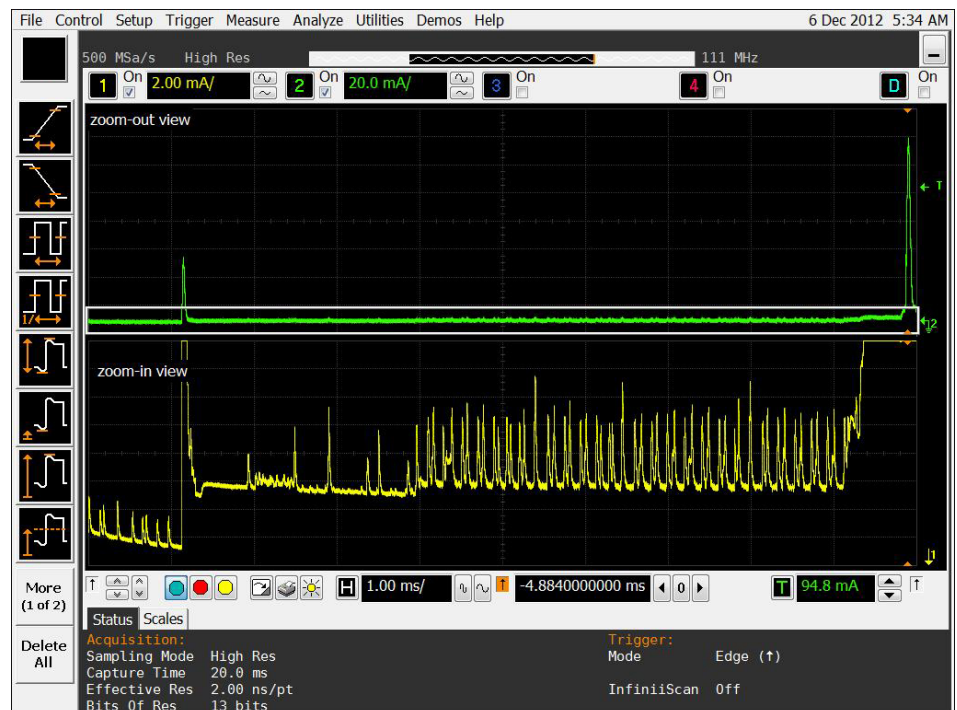 File Control Setup Trigger Measure Analyze Utilities Demos Help 6 Dec 2012 5:34 AM
500 MSa/s High Res 111 MHz
1 On 2.00 mA/ 2 On 20.0 mA/ 3 On 4 On D On
zoom-out view
T
2
zoom-in view
1/
1
More
(1 of 2)
Delete
All
H 1.00 ms/ -4.8840000000 ms 0 T 94.8 mA
Status Scales
Acquisition: Trigger:
Sampling Mode High Res Mode Edge (↑)
Capture Time 20.0 ms
Effective Res 2.00 ns/pt InfiniiScan Off
Bits Of Res 13 bits